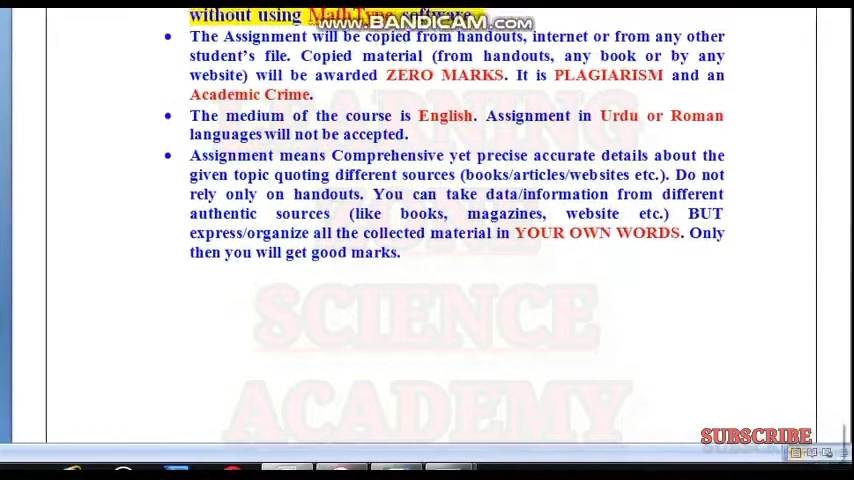 without using MathType software.
www.BANDICAM.com
The Assignment will be copied from handouts, internet or from any other
student's file. Copied material (from handouts, any book or by any
website) will be awarded ZERO MARKS. It is PLAGIARISM and an
Academic Crime.
The medium of the course is English. Assignment in Urdu or Roman
languages will not be accepted.
Assignment means Comprehensive yet precise accurate details about the
given topic quoting different sources (books/articles/websites etc.). Do not
rely only on handouts. You can take data/information from different
authentic sources (like books, magazines, website etc.) BUT
express/organize all the collected material in YOUR OWN WORDS. Only
then you will get good marks.
LEARNING
ZONE
SCIENCE
ACADEMY
SUBSCRIBE